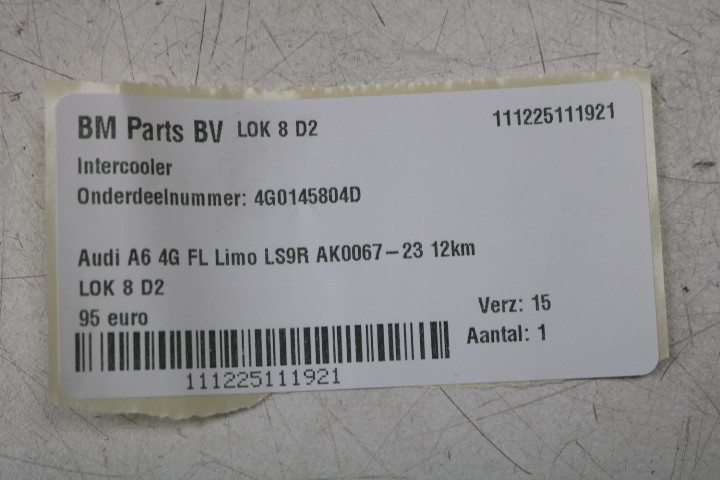 BM Parts BV LOK 8 D2
111225111921
Intercooler
Onderdeelnummer: 4G0145804D
Audi A6 4G FL Limo LS9R AK0067-23 12km
LOK 8 D2
95 euro
Verz: 15
Aantal: 1
111225111921